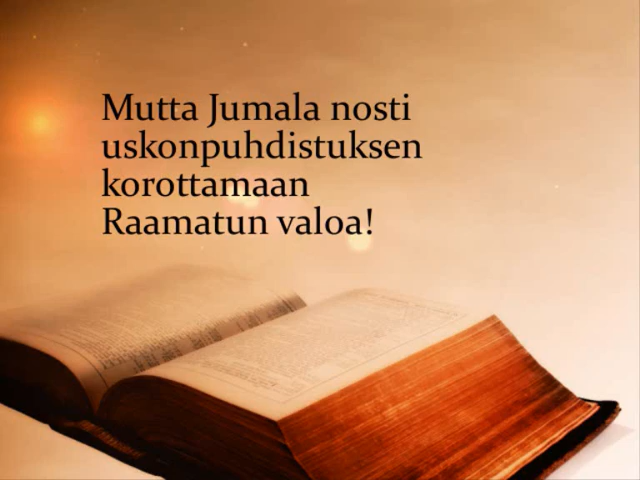 Mutta Jumala nosti
uskonpuhdistuksen
korottamaan
Raamatun valoa!